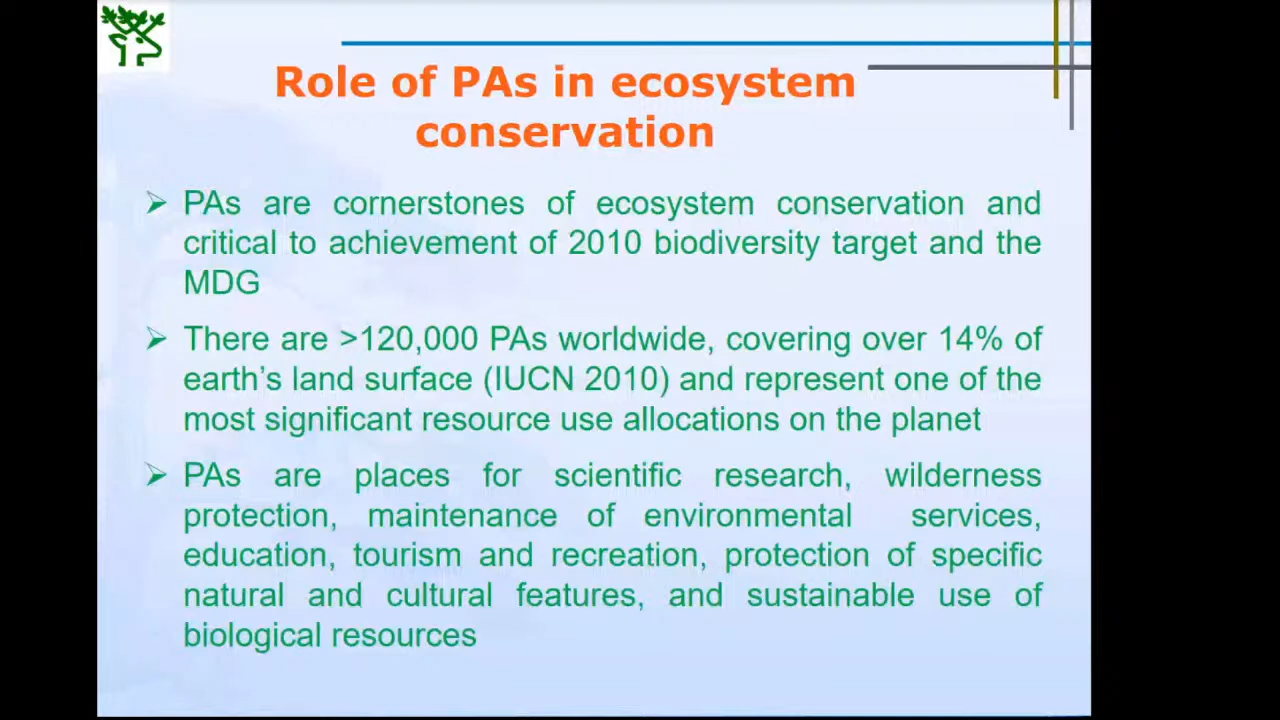 Role of PAs in ecosystem
conservation
➢ PAs are cornerstones of ecosystem conservation and
critical to achievement of 2010 biodiversity target and the
MDG
➢ There are >120,000 PAs worldwide, covering over 14% of
earth’s land surface (IUCN 2010) and represent one of the
most significant resource use allocations on the planet
➢ PAs are places for scientific research, wilderness
protection, maintenance of environmental services,
education, tourism and recreation, protection of specific
natural and cultural features, and sustainable use of
biological resources